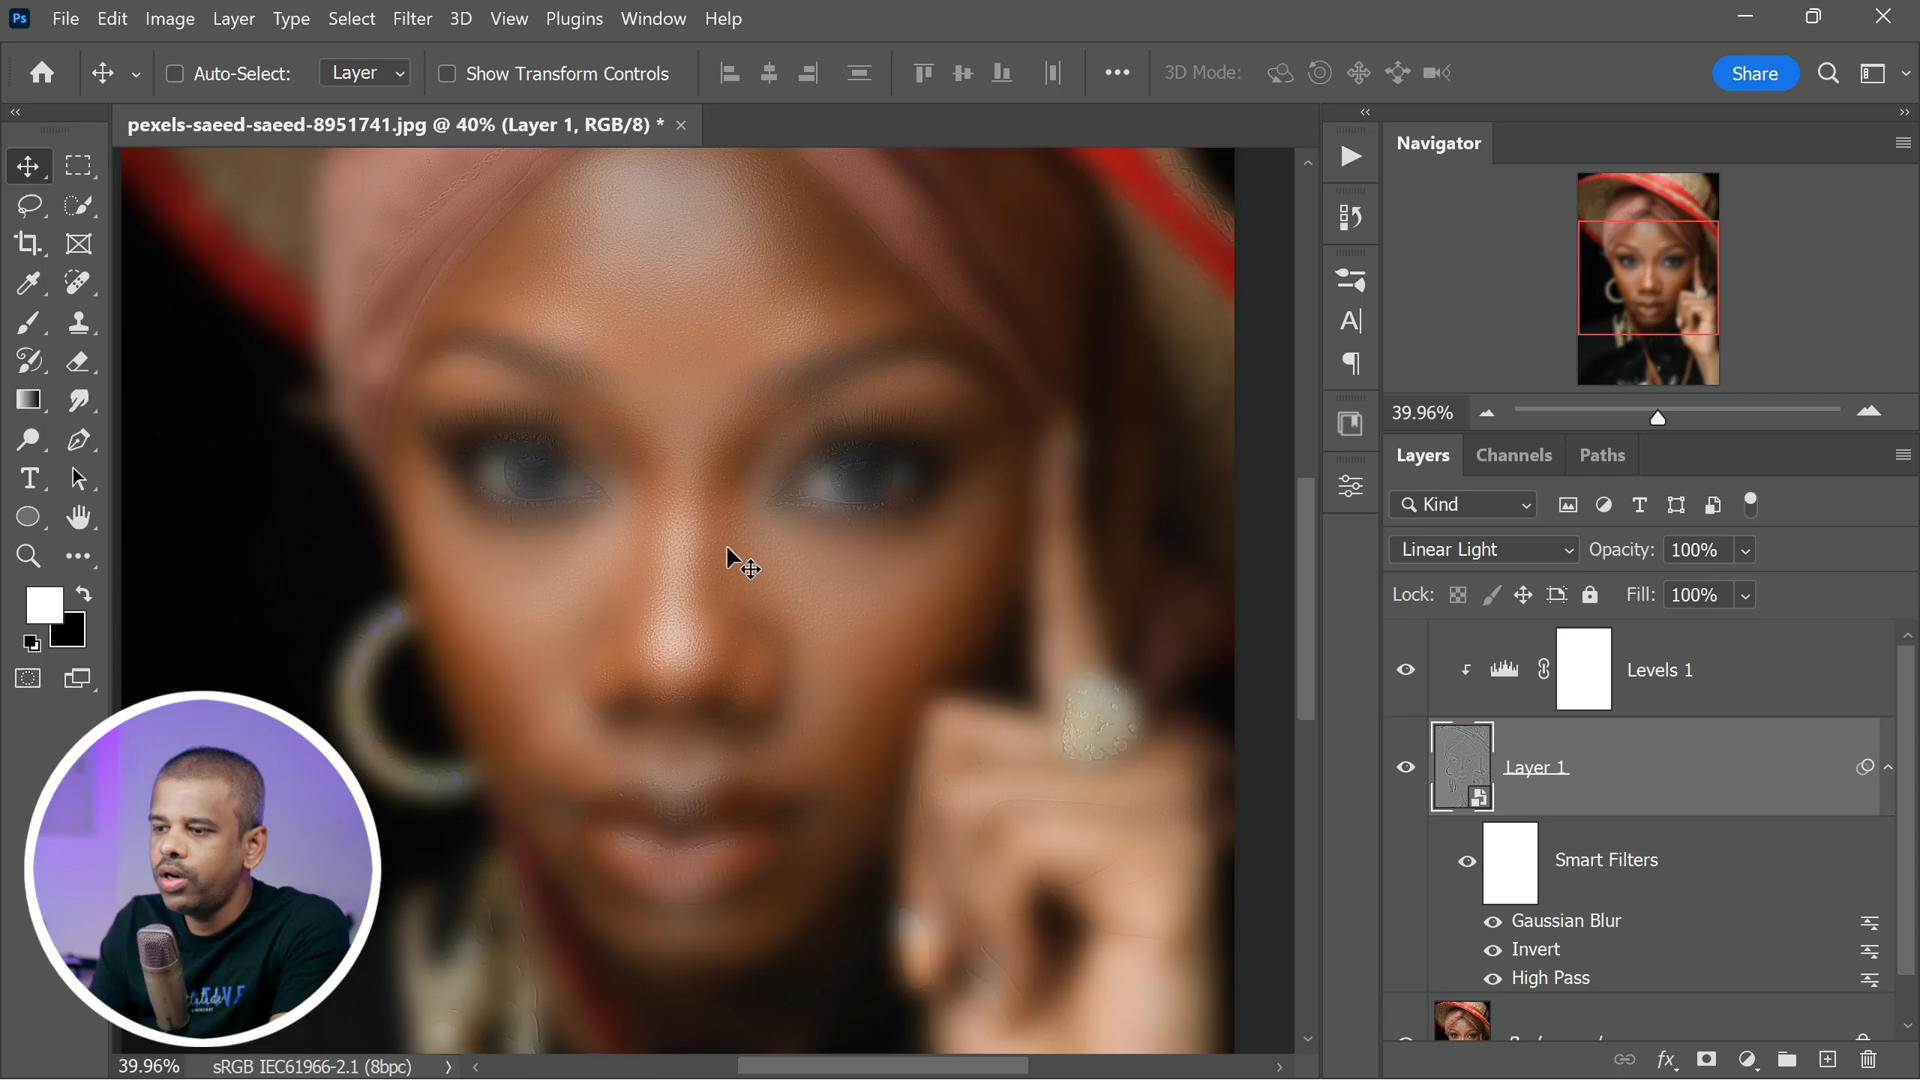 Ps File Edit Image Layer Type Select Filter 3D View Plugins Window Help
Auto-Select: Layer Show Transform Controls 3D Mode: Share
pexels-saeed-saeed-8951741.jpg @ 40% (Layer 1, RGB/8) *
Navigator
39.96%
Layers Channels Paths
Kind
Linear Light Opacity: 100%
Lock: Fill: 100%
Levels 1
Layer 1
Smart Filters
Gaussian Blur
Invert
High Pass
39.96% sRGB IEC61966-2.1 (8bpc)